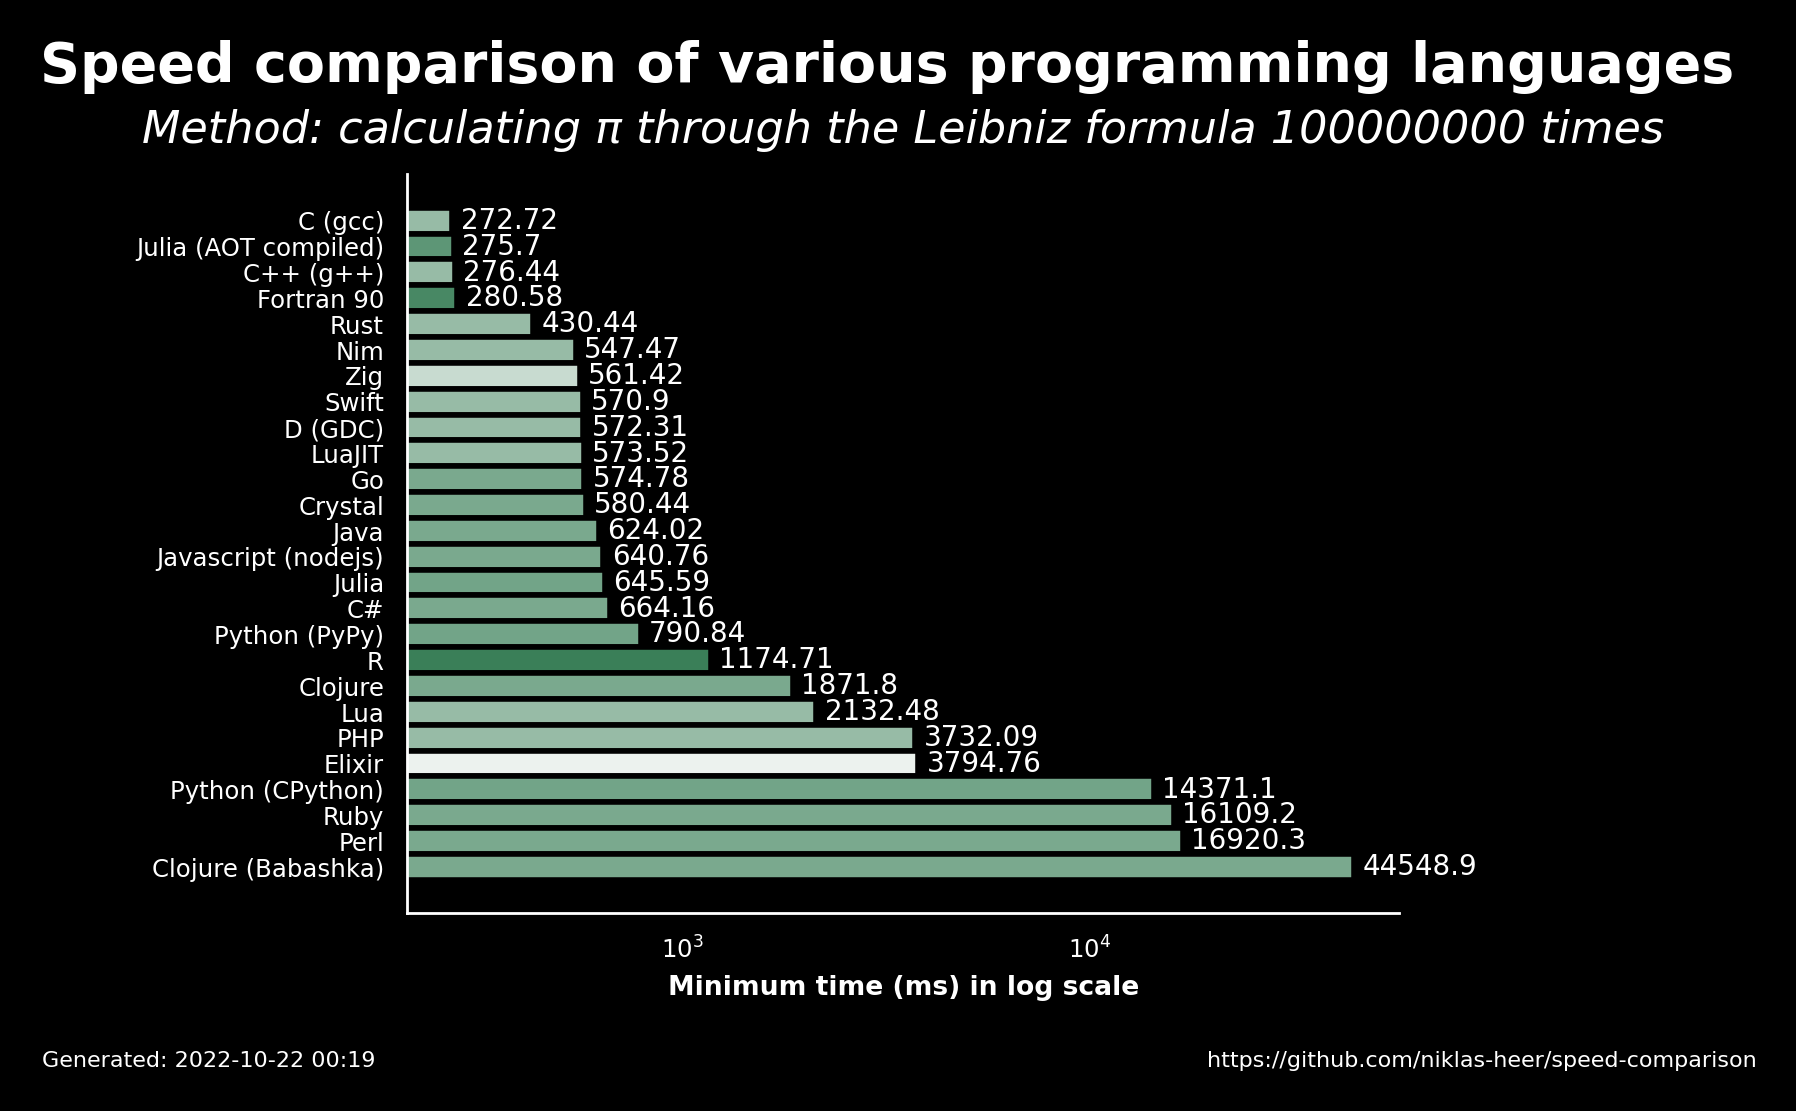 Speed comparison of various programming languages
Method: calculating π through the Leibniz formula 100000000 times
C (gcc) 272.72
Julia (AOT compiled) 275.7
C++ (g++) 276.44
Fortran 90 280.58
Rust 430.44
Nim 547.47
Zig 561.42
Swift 570.9
D (GDC) 572.31
LuaJIT 573.52
Go 574.78
Crystal 580.44
Java 624.02
Javascript (nodejs) 640.76
Julia 645.59
C# 664.16
Python (PyPy) 790.84
R 1174.71
Clojure 1871.8
Lua 2132.48
PHP 3732.09
Elixir 3794.76
Python (CPython) 14371.1
Ruby 16109.2
Perl 16920.3
Clojure (Babashka) 44548.9
10³ 10⁴
Minimum time (ms) in log scale
Generated: 2022-10-22 00:19 https://github.com/niklas-heer/speed-comparison